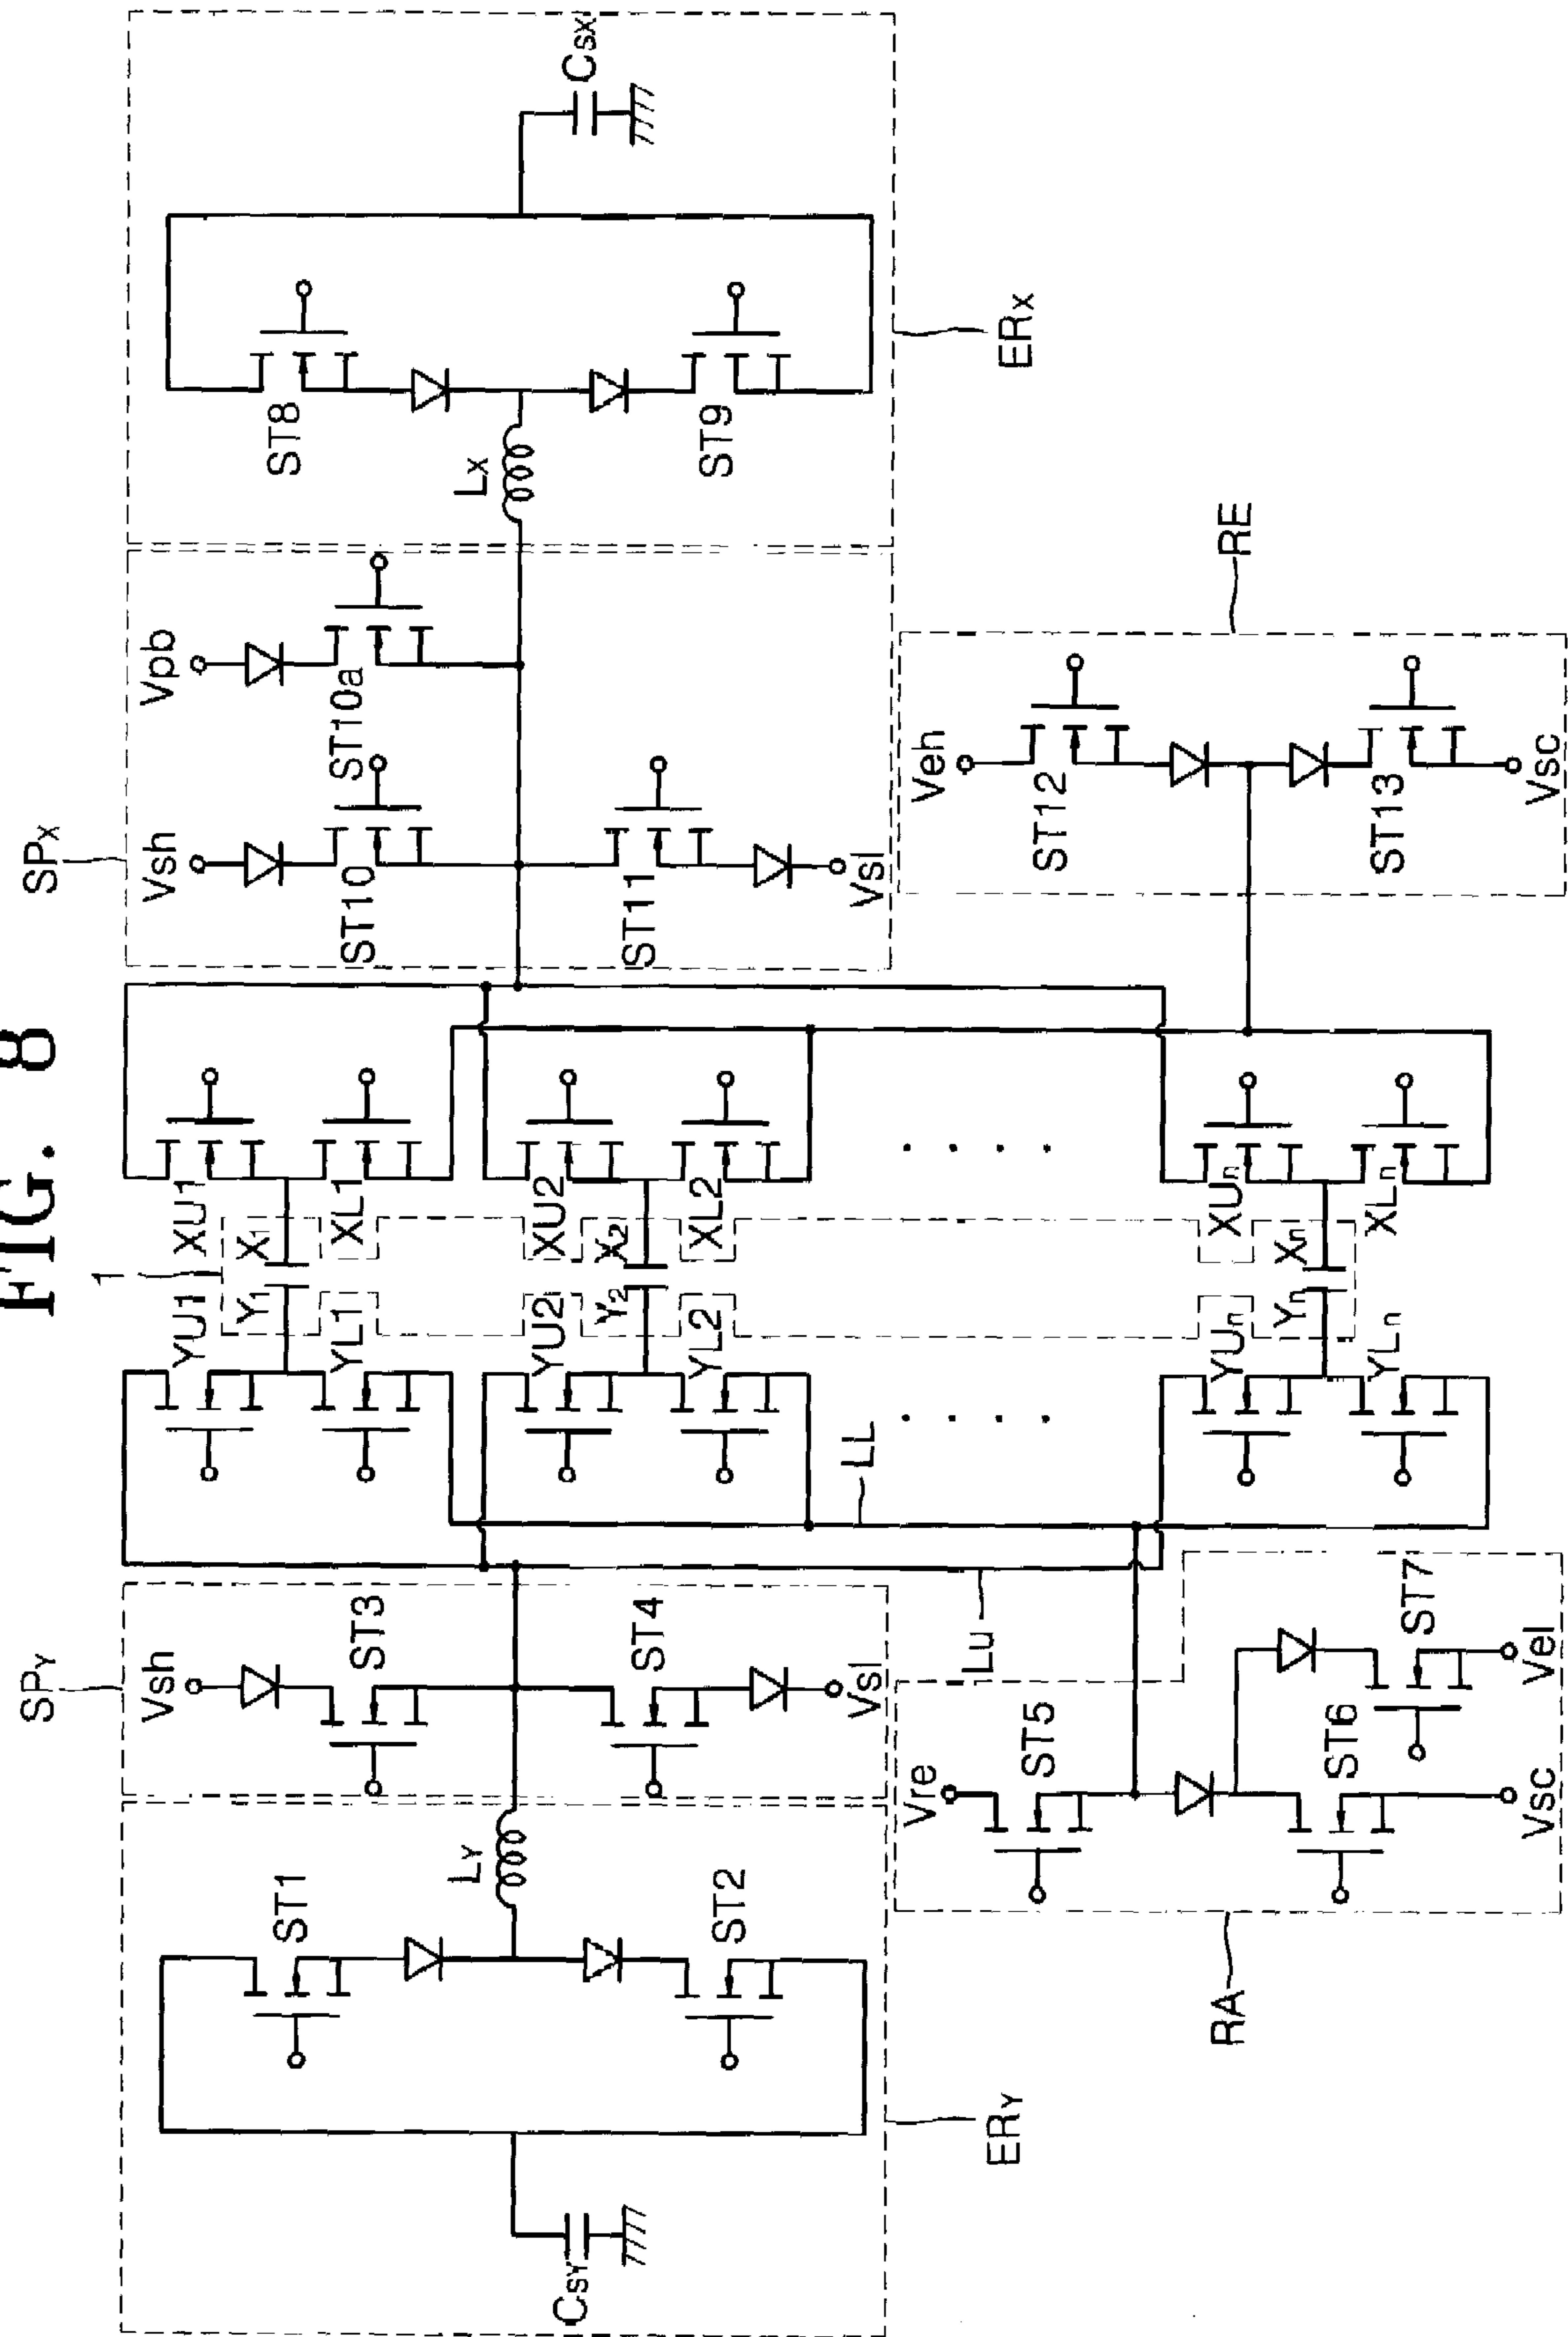 FIG. 8
SPY
SPX
1
Vsh
ST3
ST4
Vsl
ST1
ST2
LY
CSY
ERY
YU1
Y1
YL1
X1
XU1
XL1
YU2
Y2
YL2
X2
XU2
XL2
. . . .
. . . .
YUn
Yn
YLn
Xn
XUn
XLn
LL
LU
Vsh
ST10
Vpb
ST10a
ST11
Vsl
LX
ST8
ST9
CSX
ERX
Vre
ST5
ST6
ST7
Vsc
Vel
RA
Veh
ST12
ST13
Vsc
RE